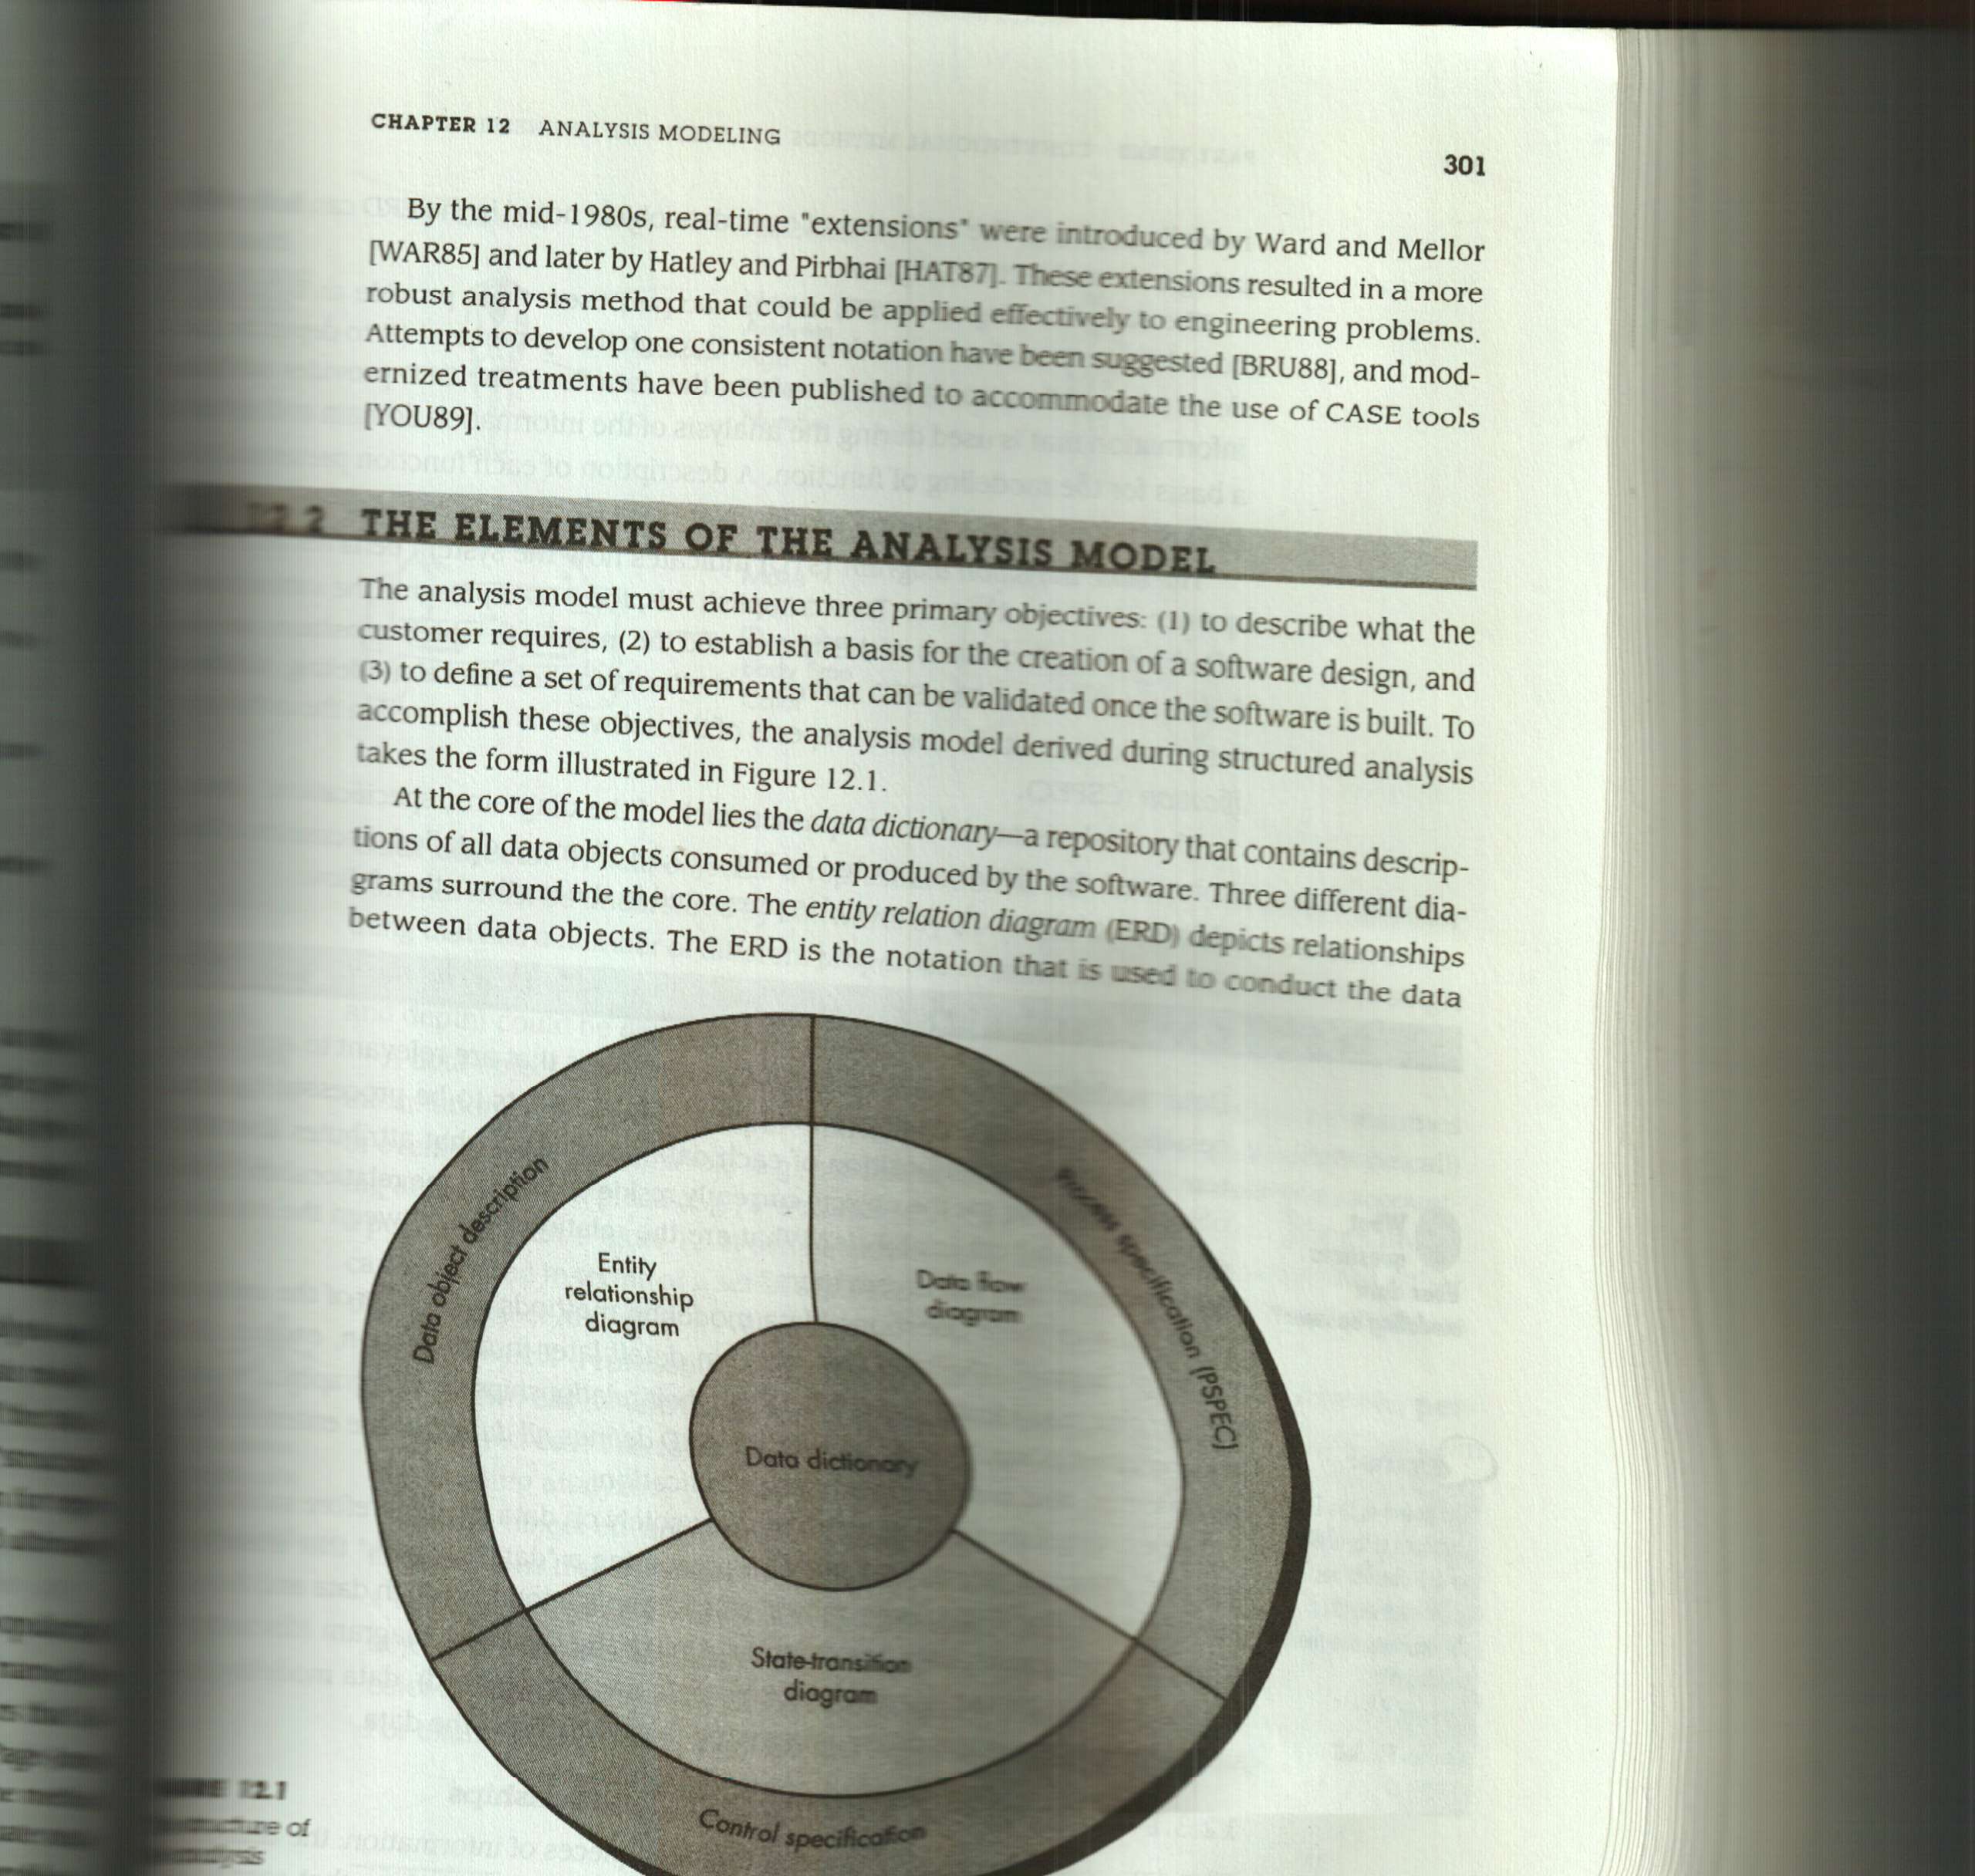 CHAPTER 12 ANALYSIS MODELING
301
By the mid-1980s, real-time "extensions" were introduced by Ward and Mellor
[WAR85] and later by Hatley and Pirbhai [HAT87]. These extensions resulted in a more
robust analysis method that could be applied effectively to engineering problems.
Attempts to develop one consistent notation have been suggested [BRU88], and mod-
ernized treatments have been published to accommodate the use of CASE tools
[YOU89].
12.2 THE ELEMENTS OF THE ANALYSIS MODEL
The analysis model must achieve three primary objectives: (1) to describe what the
customer requires, (2) to establish a basis for the creation of a software design, and
(3) to define a set of requirements that can be validated once the software is built. To
accomplish these objectives, the analysis model derived during structured analysis
takes the form illustrated in Figure 12.1.
At the core of the model lies the data dictionary—a repository that contains descrip-
tions of all data objects consumed or produced by the software. Three different dia-
grams surround the the core. The entity relation diagram (ERD) depicts relationships
between data objects. The ERD is the notation that is used to conduct the data
Data object description
Process specification (PSPEC)
Entity
relationship
diagram
Data flow
diagram
Data dictionary
State-transition
diagram
Control specification
12.1
of